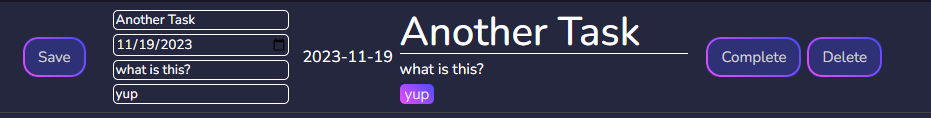 Save
Another Task
11/19/2023
what is this?
yup
2023-11-19
Another Task
what is this?
yup
Complete
Delete